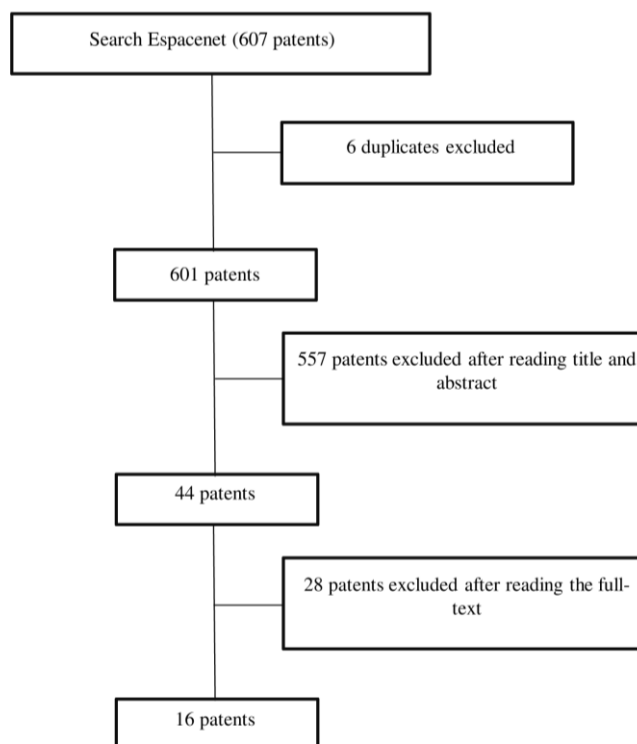 Search Espacenet (607 patents)
6 duplicates excluded
601 patents
557 patents excluded after reading title and
abstract
44 patents
28 patents excluded after reading the full-
text
16 patents